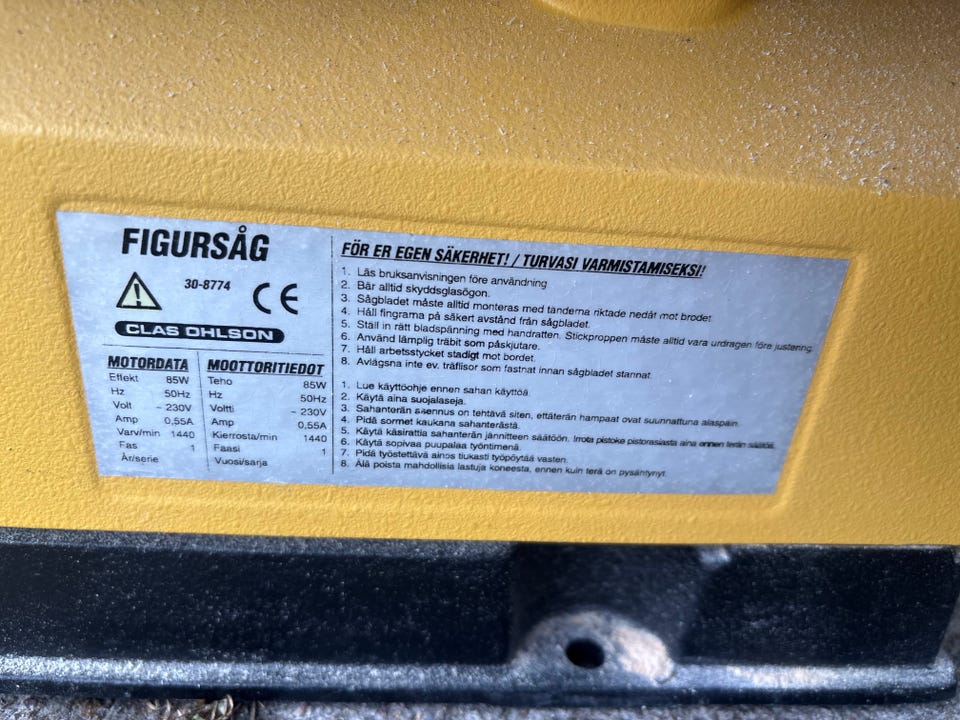 FIGURSÅG
30-8774
CE
CLAS OHLSON
MOTORDATA
Effekt 85W
Hz 50Hz
Volt ~ 230V
Amp 0,55A
Varv/min 1440
Fas 1
År/serie
MOOTTORITIEDOT
Teho 85W
Hz 50Hz
Voltti ~ 230V
Amp 0,55A
Kierrosta/min 1440
Faasi 1
Vuosi/sarja
FÖR ER EGEN SÄKERHET! / TURVASI VARMISTAMISEKSI!
1. Läs bruksanvisningen före användning
2. Bär alltid skyddsglasögon.
3. Sågbladet måste alltid monteras med tänderna riktade nedåt mot bordet
4. Håll fingrarna på säkert avstånd från sågbladet.
5. Ställ in rätt bladspänning med handratten. Stickproppen måste alltid vara urdragen före justering
6. Använd lämplig träbit som påskjutare.
7. Håll arbetsstycket stadigt mot bordet.
8. Avlägsna inte ev. träflisor som fastnat innan sågbladet stannat.
1. Lue käyttöohje ennen sahan käyttöä.
2. Käytä aina suojalaseja.
3. Sahanterän asennus on tehtävä siten, ettäterän hampaat ovat suunnattuna alaspäin.
4. Pidä sormet kaukana sahanterästä.
5. Käytä käsirattia sahanterän jännitteen säätöön. Irrota pistoke pistorasiasta aina ennen terän säätöä.
6. Käytä sopivaa puupalaa työntimenä.
7. Pidä työstettävä ainos tiukasti työpöytää vasten.
8. Älä poista mahdollisia lastuja koneesta, ennen kuin terä on pysähtynyt.